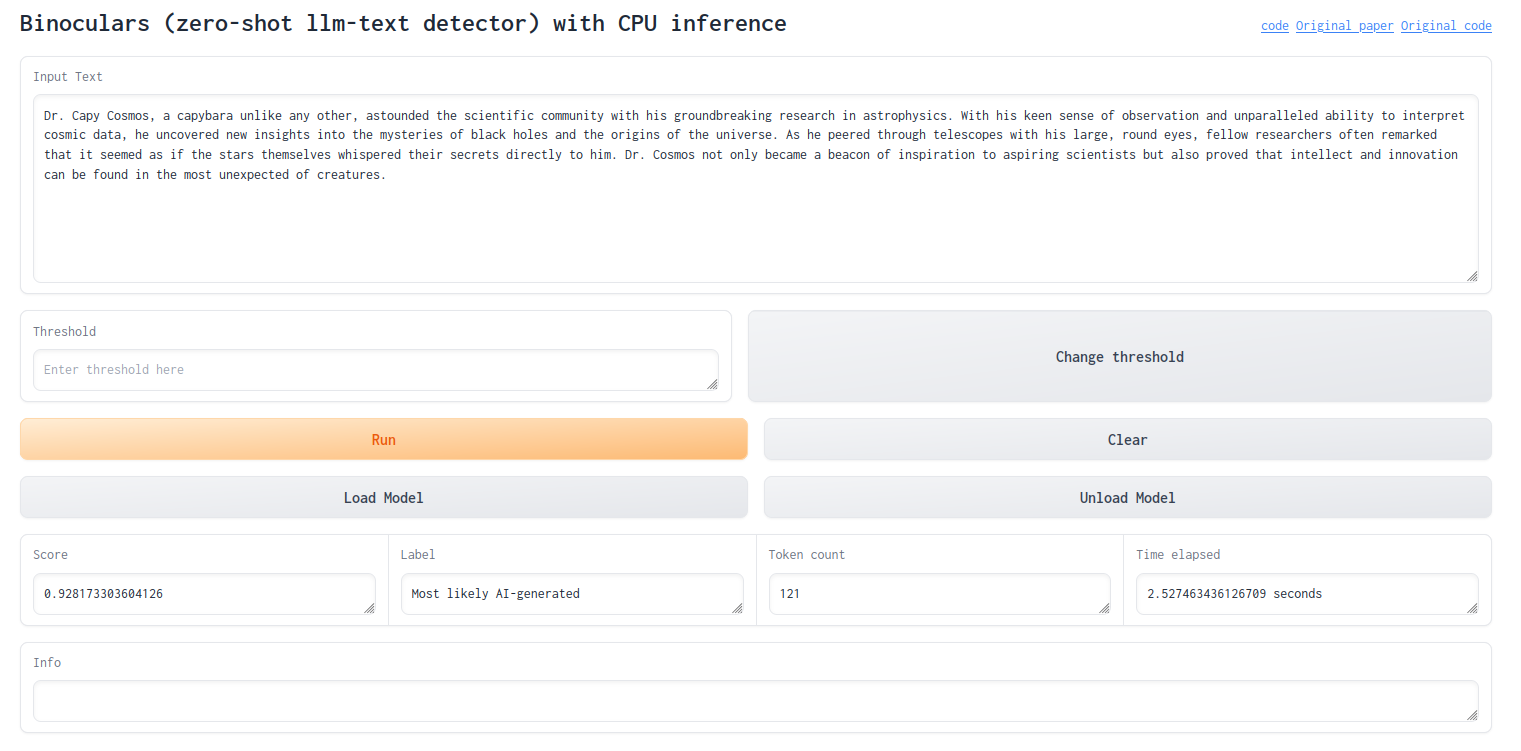 Binoculars (zero-shot llm-text detector) with CPU inference
code Original paper Original code
Input Text
Dr. Capy Cosmos, a capybara unlike any other, astounded the scientific community with his groundbreaking research in astrophysics. With his keen sense of observation and unparalleled ability to interpret
cosmic data, he uncovered new insights into the mysteries of black holes and the origins of the universe. As he peered through telescopes with his large, round eyes, fellow researchers often remarked
that it seemed as if the stars themselves whispered their secrets directly to him. Dr. Cosmos not only became a beacon of inspiration to aspiring scientists but also proved that intellect and innovation
can be found in the most unexpected of creatures.
Threshold
Enter threshold here
Change threshold
Run
Clear
Load Model
Unload Model
Score
Label
Token count
Time elapsed
0.928173303604126
Most likely AI-generated
121
2.527463436126709 seconds
Info